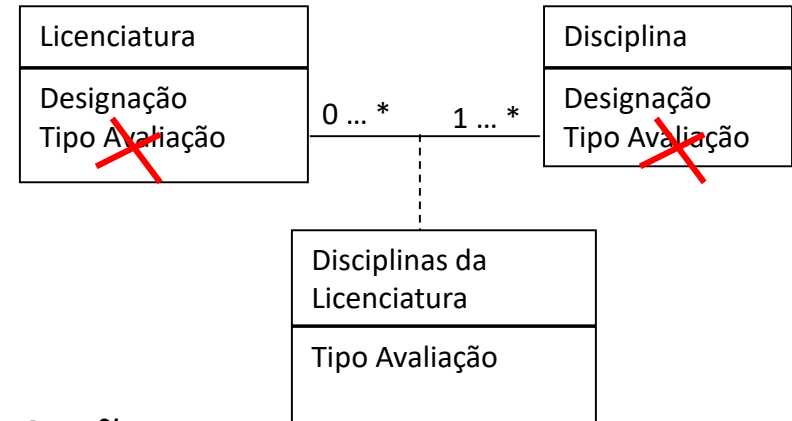 Licenciatura
Designação
Tipo Avaliação
0 ... *
1 ... *
Disciplina
Designação
Tipo Avaliação
Disciplinas da
Licenciatura
Tipo Avaliação